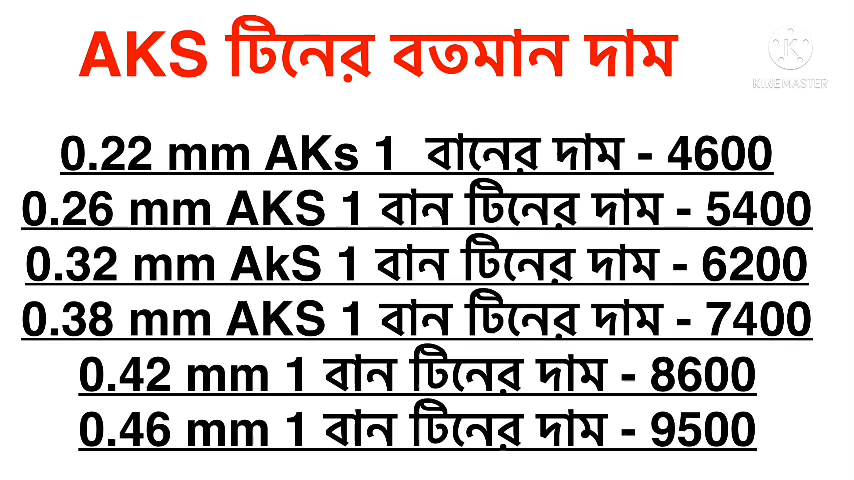 AKS টিনের বতমান দাম
KINEMASTER
0.22 mm AKs 1 বানের দাম - 4600
0.26 mm AKS 1 বান টিনের দাম - 5400
0.32 mm AkS 1 বান টিনের দাম - 6200
0.38 mm AKS 1 বান টিনের দাম - 7400
0.42 mm 1 বান টিনের দাম - 8600
0.46 mm 1 বান টিনের দাম - 9500